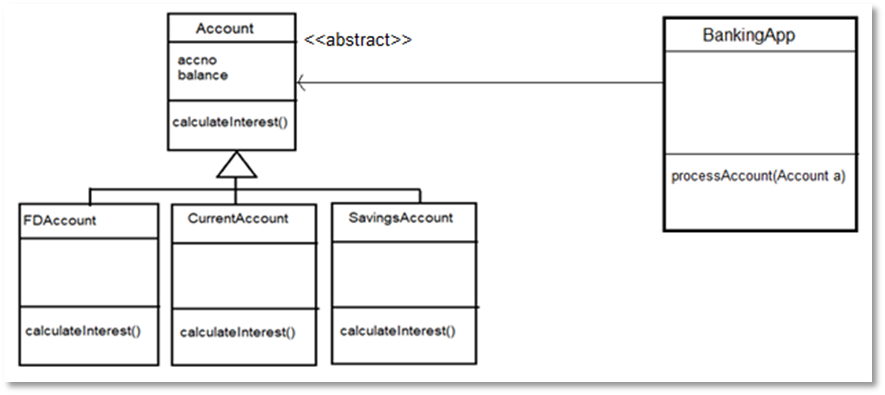 Account
<<abstract>>
BankingApp
accno
balance
calculateInterest()
processAccount(Account a)
FDAccount
CurrentAccount
SavingsAccount
calculateInterest()
calculateInterest()
calculateInterest()